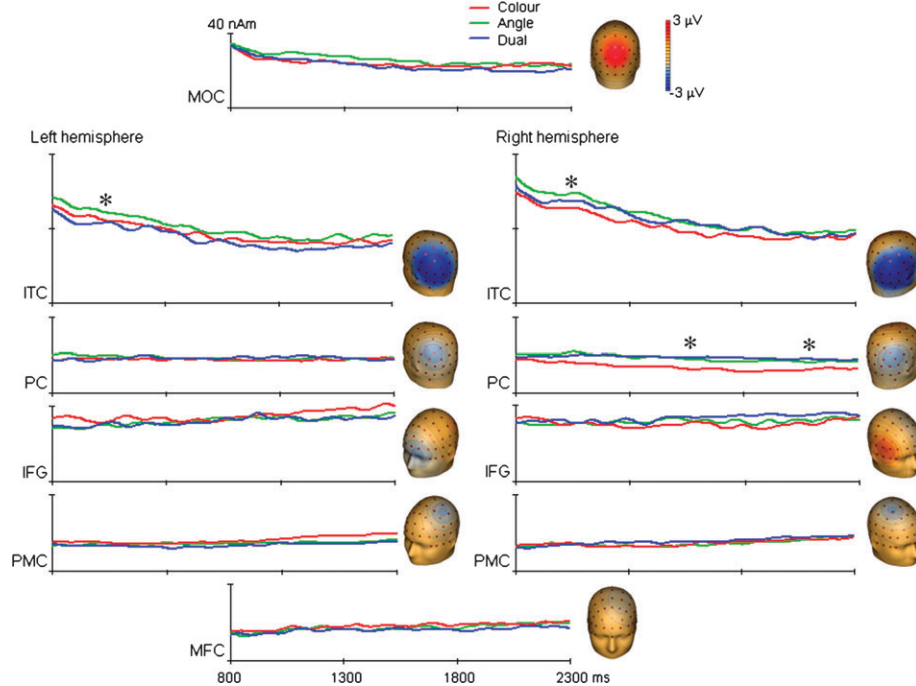 40 nAm
Colour
Angle
Dual
3 µV
-3 µV
MOC
Left hemisphere
Right hemisphere
*
*
ITC
ITC
*
*
PC
PC
IFG
IFG
PMC
PMC
MFC
800
1300
1800
2300 ms